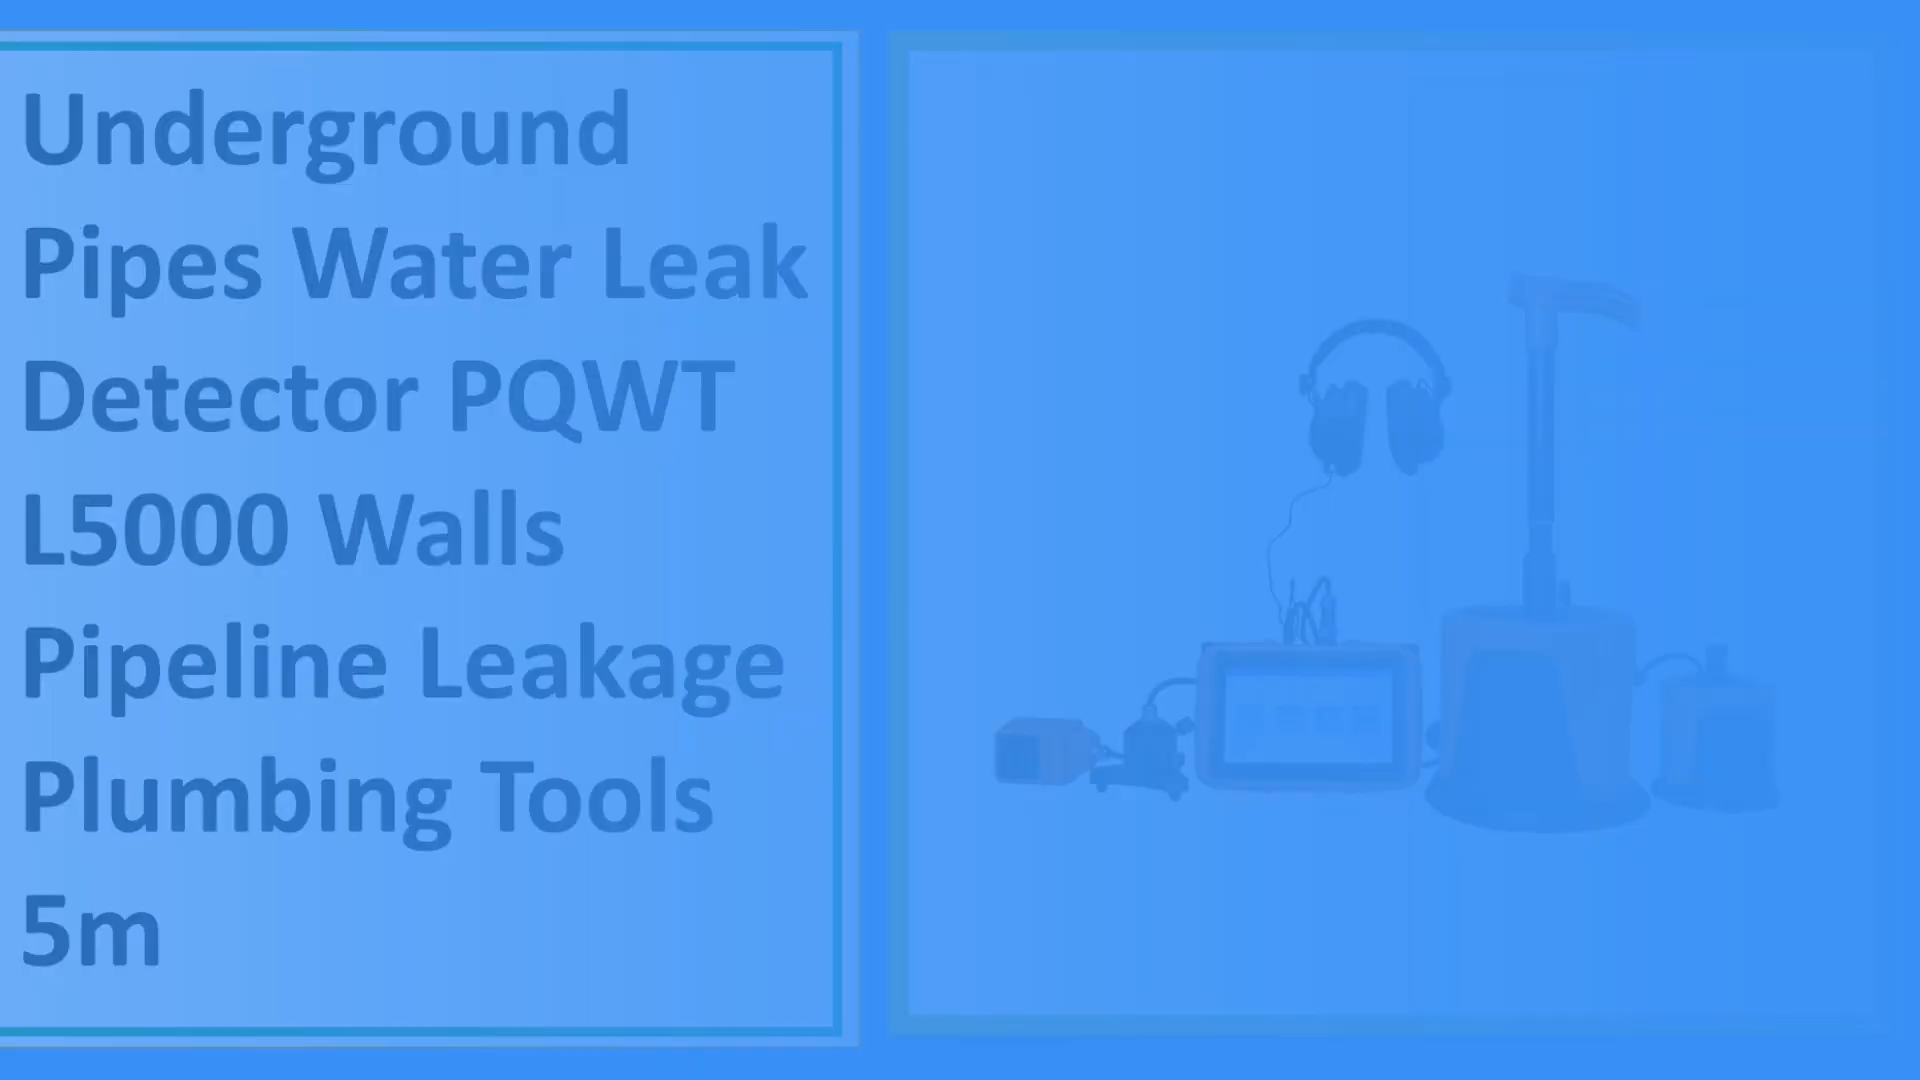 Underground
Pipes Water Leak
Detector PQWT
L5000 Walls
Pipeline Leakage
Plumbing Tools
5m